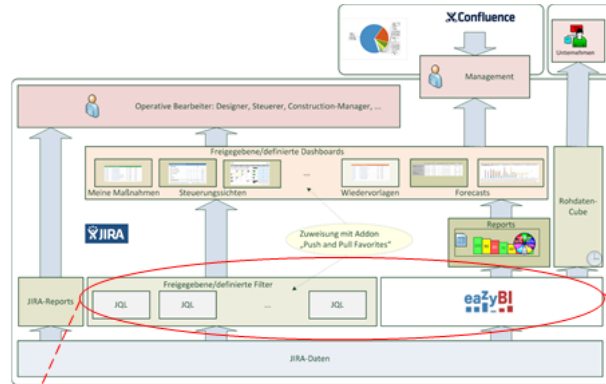 Confluence
Unternehmen
Management
Operative Bearbeiter: Designer, Steuerer, Construction-Manager, ...
Freigegebene/definierte Dashboards
...
Meine Maßnahmen
Steuerungssichten
Wiedervorlagen
Forecasts
Rohdaten-
Cube
JIRA
Zuweisung mit Addon
„Push and Pull Favorites"
Reports
JIRA-Reports
Freigegebene/definierte Filter
JQL
JQL
...
JQL
eaZyBI
JIRA-Daten